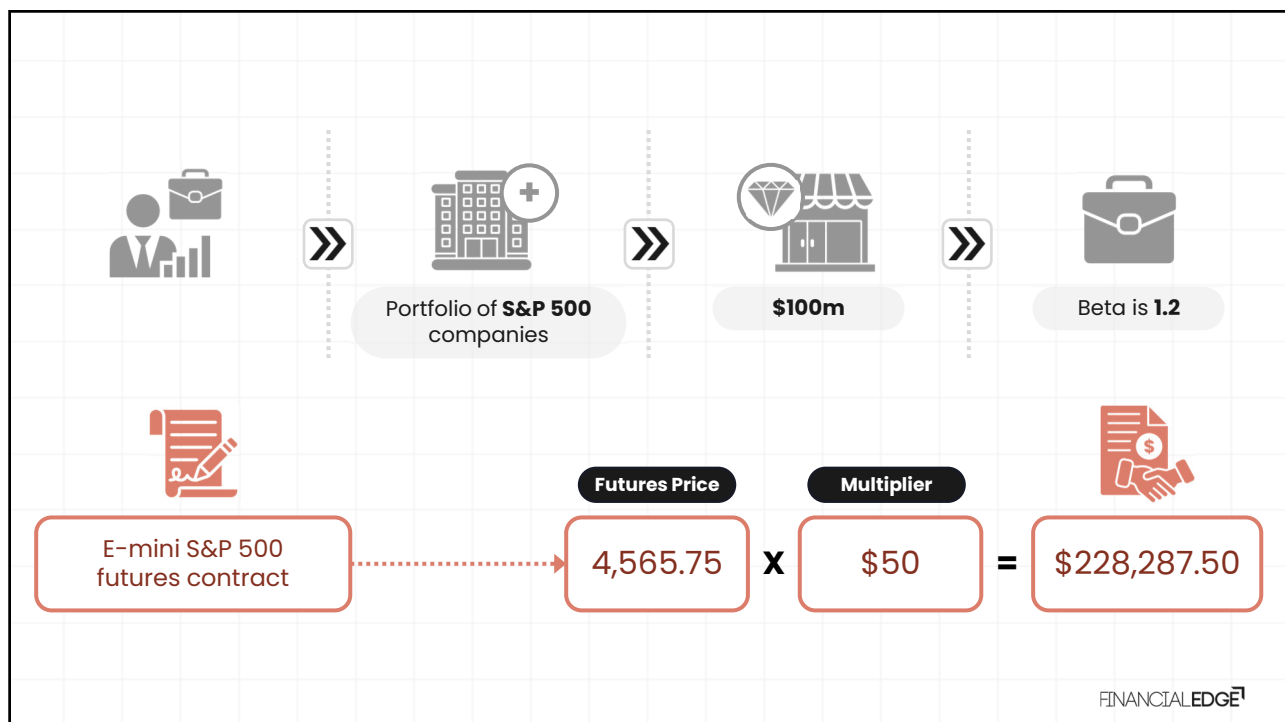 Portfolio of S&P 500
companies
$100m
Beta is 1.2
$
Futures Price
Multiplier
E-mini S&P 500
futures contract
4,565.75
X
$50
=
$228,287.50
FINANCIALEDGE